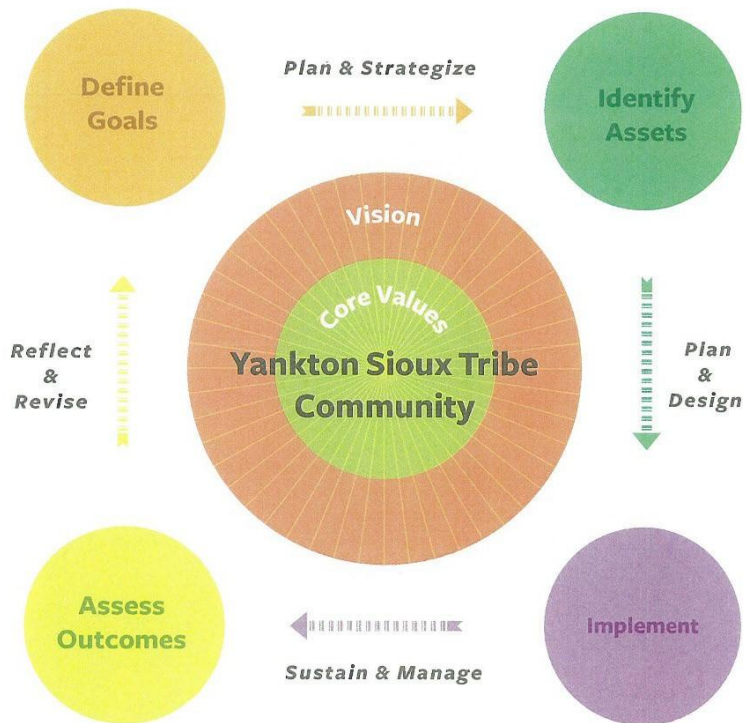 Define
Goals
Plan & Strategize
Identify
Assets
Vision
Core Values
Yankton Sioux Tribe
Community
Reflect
&
Revise
Plan
&
Design
Assess
Outcomes
Sustain & Manage
Implement